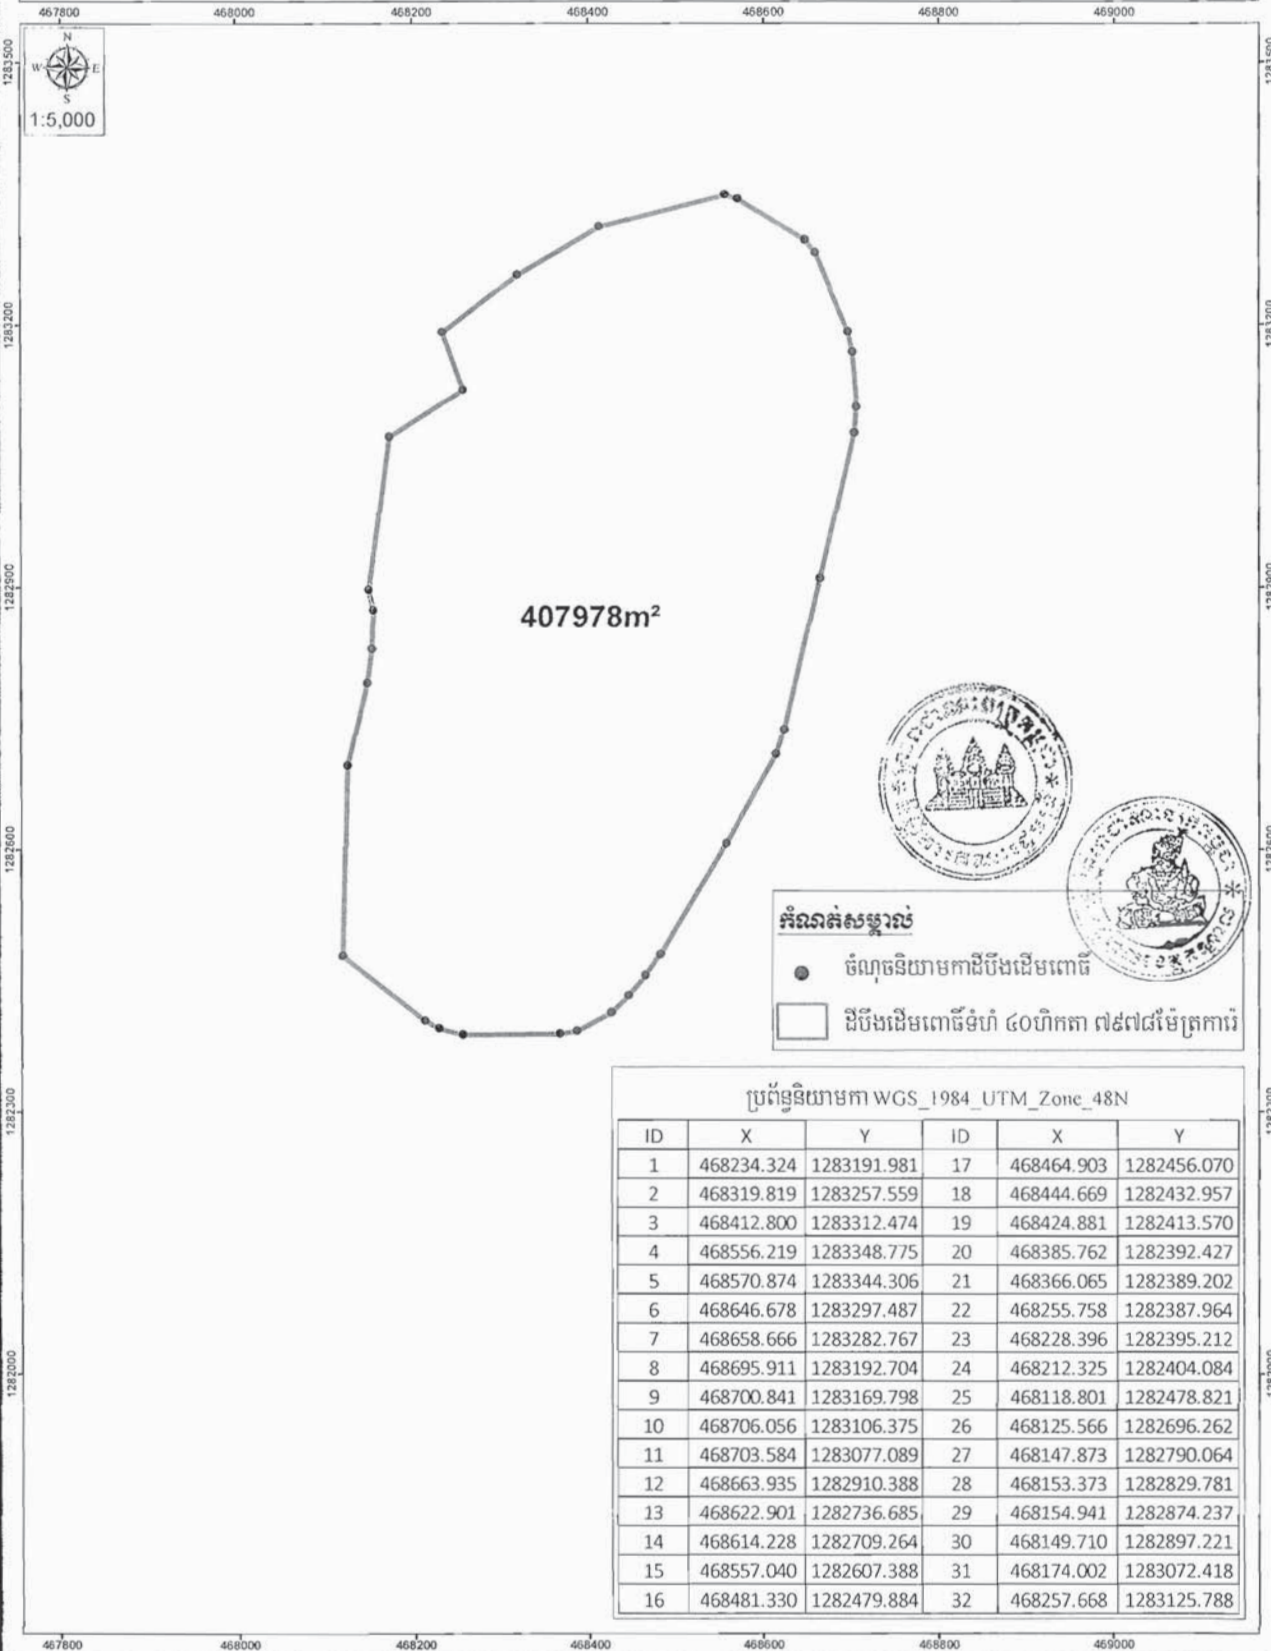 467800 468000 468200 468400 468600 468800 469000
N
W E
S
1:5,000
1283500 1283500
1283200 1283200
1282900 1282900
407978m²
1282600 1282600
កំណត់សម្គាល់
ចំណុចនិយាមកាដីបឹងដើមពោធិ៍
ដីបឹងដើមពោធិ៍ទំហំ ៤០ហិកតា ៧៩៧៨ម៉ែត្រការ៉េ
1282300 1282300
ប្រព័ន្ធនិយាមកា WGS_1984_UTM_Zone_48N
ID X Y ID X Y
1 468234.324 1283191.981 17 468464.903 1282456.070
2 468319.819 1283257.559 18 468444.669 1282432.957
3 468412.800 1283312.474 19 468424.881 1282413.570
4 468556.219 1283348.775 20 468385.762 1282392.427
5 468570.874 1283344.306 21 468366.065 1282389.202
6 468646.678 1283297.487 22 468255.758 1282387.964
7 468658.666 1283282.767 23 468228.396 1282395.212
8 468695.911 1283192.704 24 468212.325 1282404.084
9 468700.841 1283169.798 25 468118.801 1282478.821
10 468706.056 1283106.375 26 468125.566 1282696.262
11 468703.584 1283077.089 27 468147.873 1282790.064
12 468663.935 1282910.388 28 468153.373 1282829.781
13 468622.901 1282736.685 29 468154.941 1282874.237
14 468614.228 1282709.264 30 468149.710 1282897.221
15 468557.040 1282607.388 31 468174.002 1283072.418
16 468481.330 1282479.884 32 468257.668 1283125.788
1282000 1282000
467800 468000 468200 468400 468600 468800 469000